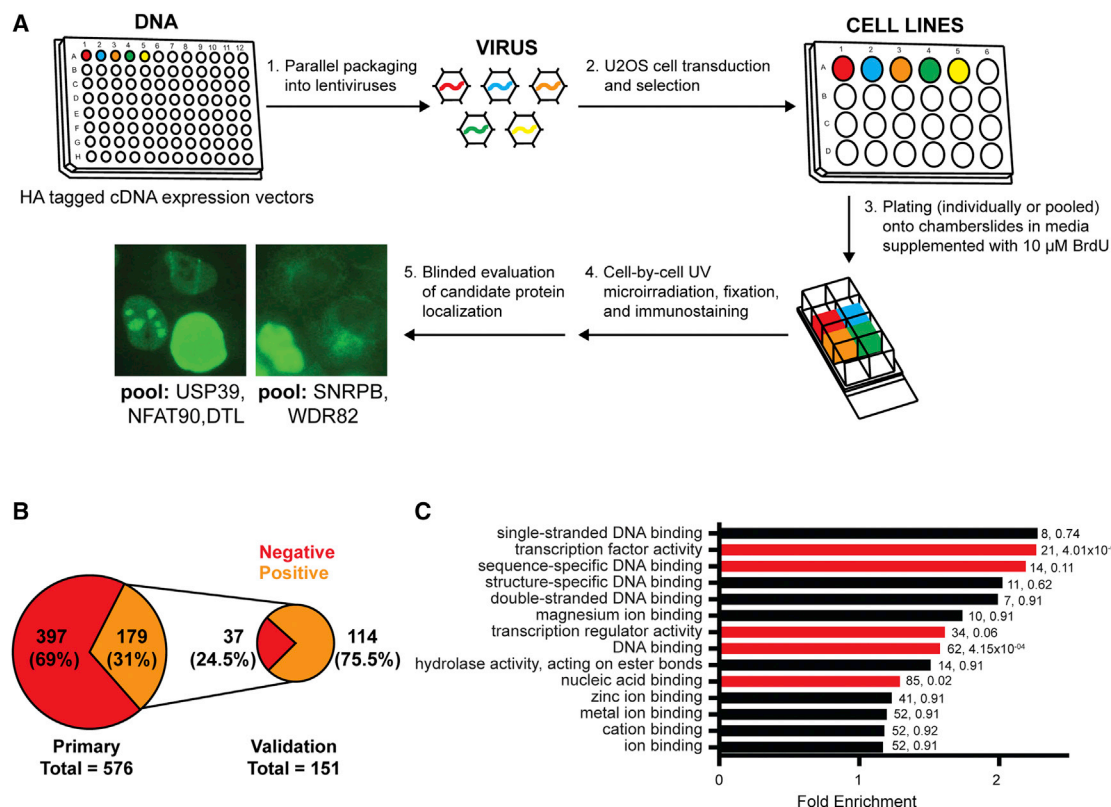 A
DNA
1 2 3 4 5 6 7 8 9 10 11 12
A
B
C
D
E
F
G
H
HA tagged cDNA expression vectors
1. Parallel packaging
into lentiviruses
VIRUS
2. U2OS cell transduction
and selection
CELL LINES
1 2 3 4 5 6
A
B
C
D
3. Plating (individually or pooled)
onto chamberslides in media
supplemented with 10 µM BrdU
4. Cell-by-cell UV
microirradiation, fixation,
and immunostaining
5. Blinded evaluation
of candidate protein
localization
pool: USP39,
NFAT90,DTL
pool: SNRPB,
WDR82
B
Negative
Positive
397
(69%)
179
(31%)
37
(24.5%)
114
(75.5%)
Primary
Total = 576
Validation
Total = 151
C
single-stranded DNA binding 8, 0.74
transcription factor activity 21, 4.01x10-
sequence-specific DNA binding 14, 0.11
structure-specific DNA binding 11, 0.62
double-stranded DNA binding 7, 0.91
magnesium ion binding 10, 0.91
transcription regulator activity 34, 0.06
DNA binding 62, 4.15x10-04
hydrolase activity, acting on ester bonds 14, 0.91
nucleic acid binding 85, 0.02
zinc ion binding 41, 0.91
metal ion binding 52, 0.91
cation binding 52, 0.92
ion binding 52, 0.91
0 1 2
Fold Enrichment